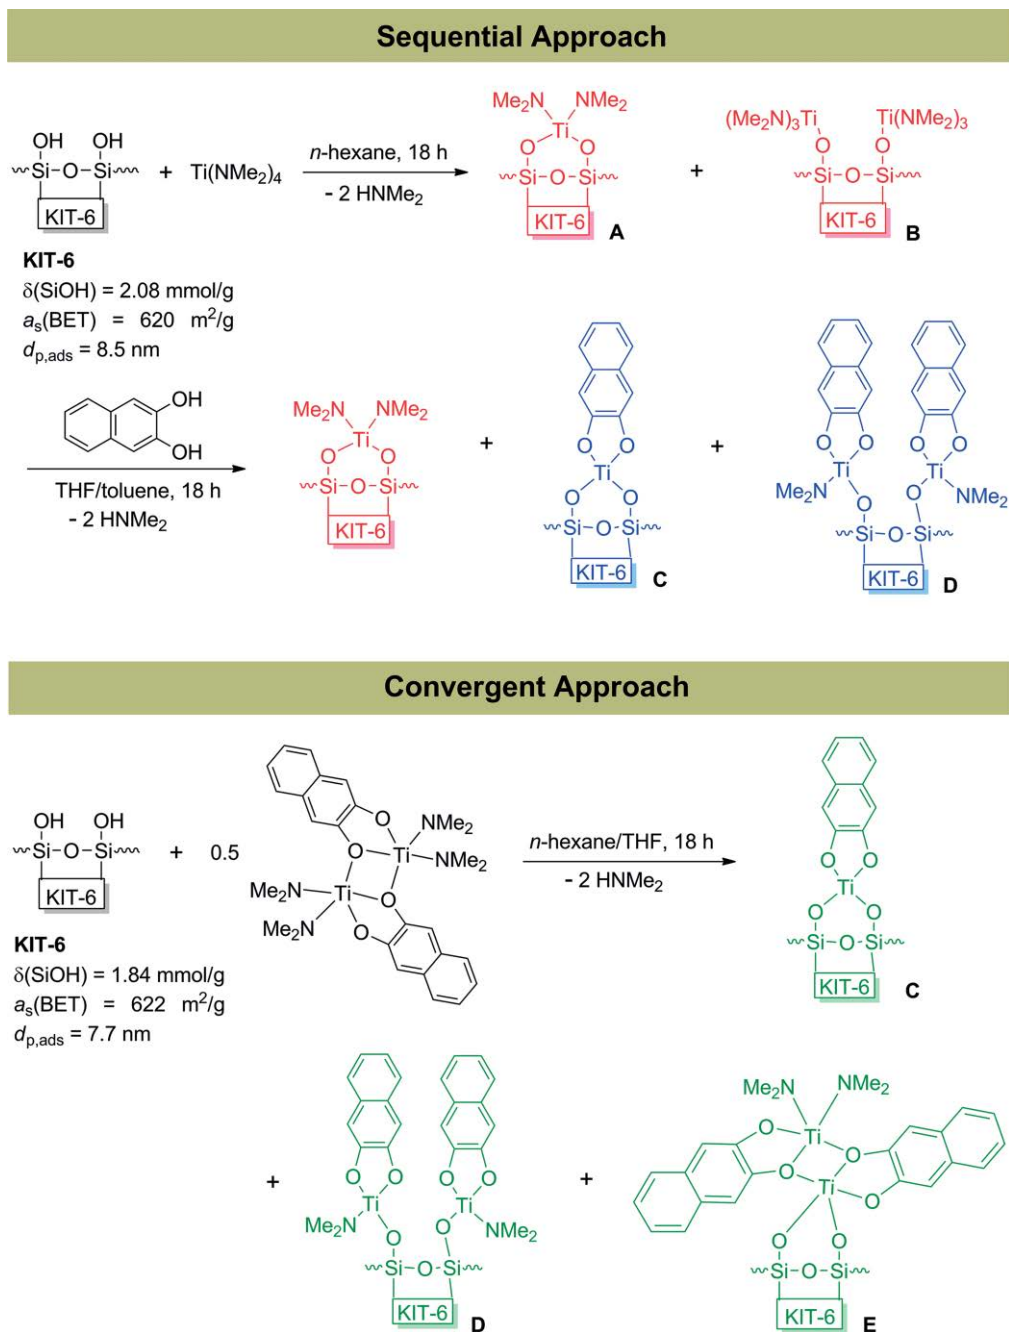 Sequential Approach
OH OH
Si – O – Si
KIT-6
+ Ti(NMe₂)₄
n-hexane, 18 h
- 2 HNMe₂
Me₂N NMe₂
Ti
O O
Si – O – Si
KIT-6
A
+
(Me₂N)₃Ti Ti(NMe₂)₃
O O
Si – O – Si
KIT-6
B
KIT-6
δ(SiOH) = 2.08 mmol/g
aₛ(BET) = 620 m²/g
d_p,ads = 8.5 nm
OH
OH
THF/toluene, 18 h
- 2 HNMe₂
Me₂N NMe₂
Ti
O O
Si – O – Si
KIT-6
+
O O
Ti
O O
Si O Si
KIT-6
C
+
O O O O
Ti Ti
Me₂N O O NMe₂
Si – O – Si
KIT-6
D
Convergent Approach
OH OH
Si – O – Si
KIT-6
+ 0.5
O NMe₂
O Ti NMe₂
Me₂N Ti O
Me₂N O
n-hexane/THF, 18 h
- 2 HNMe₂
O O
Ti
O O
Si O Si
KIT-6
C
KIT-6
δ(SiOH) = 1.84 mmol/g
aₛ(BET) = 622 m²/g
d_p,ads = 7.7 nm
+
O O O O
Ti Ti
Me₂N O O NMe₂
Si – O – Si
KIT-6
D
+
Me₂N NMe₂
O Ti O
O Ti O
O O
Si – O – Si
KIT-6
E